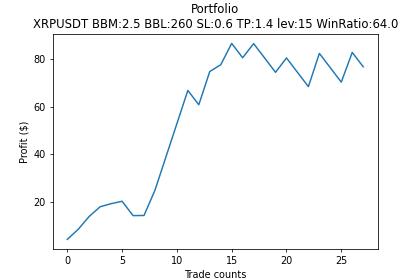 Portfolio
XRPUSDT BBM:2.5 BBL:260 SL:0.6 TP:1.4 lev:15 WinRatio:64.0
80
60
40
20
Profit ($)
0 5 10 15 20 25
Trade counts